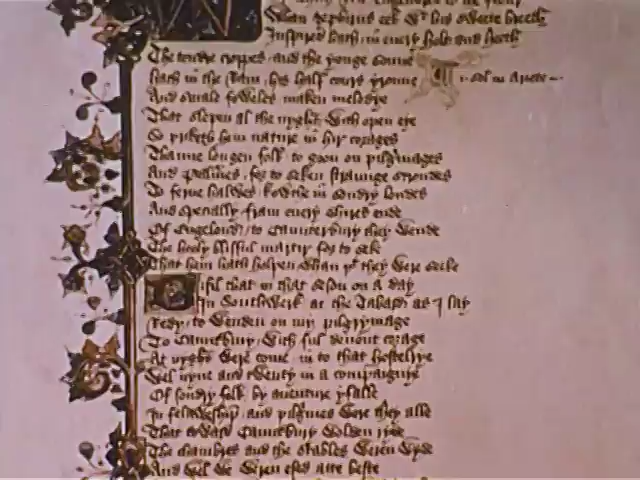 Whan zephirus eek wt his swete breeth
Inspired hath in every holt and heeth
The tendre croppes and the yonge sonne
Hath in the Ram his half cours yronne
And smale foweles maken melodye
That slepen al the nyght with open eye
So priketh hem nature in hir corages
Thanne longen folk to goon on pilgrimages
And Palmeres for to seken straunge strondes
To ferne halwes kowthe in sondry londes
And specially from every shires ende
Of Engelond to Caunterbury they wende
The hooly blisful martir for to seke
That hem hath holpen whan þt they were seeke
Bifil that in that seson on a day
In Southwerk at the Tabard as I lay
Redy to wenden on my pilgrymage
To Caunterbury with ful devout corage
At nyght were come in to that hostelrye
Wel nyne and twenty in a compaignye
Of sondry folk by aventure yfalle
In felaweshipe and pilgrimes were they alle
That toward Caunterbury wolden ryde
The chambres and the stables weren wyde
And wel we weren esed atte beste